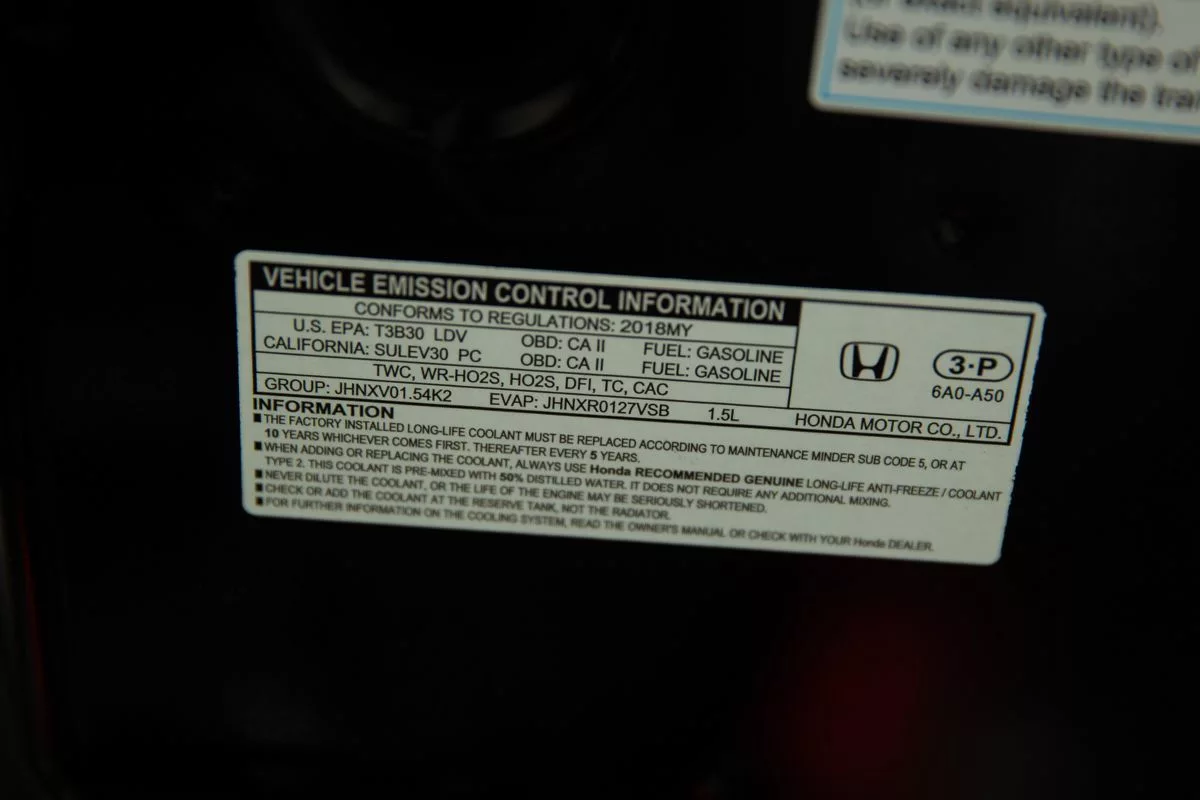 (or exact equivalent).
Use of any other type of
severely damage the
VEHICLE EMISSION CONTROL INFORMATION
CONFORMS TO REGULATIONS: 2018MY
U.S. EPA: T3B30 LDV OBD: CA II FUEL: GASOLINE
CALIFORNIA: SULEV30 PC OBD: CA II FUEL: GASOLINE
TWC, WR-HO2S, HO2S, DFI, TC, CAC
GROUP: JHNXV01.54K2 EVAP: JHNXR0127VSB 1.5L
3·P
6A0-A50
HONDA MOTOR CO., LTD.
INFORMATION
■ THE FACTORY INSTALLED LONG-LIFE COOLANT MUST BE REPLACED ACCORDING TO MAINTENANCE MINDER SUB CODE 5, OR AT
10 YEARS WHICHEVER COMES FIRST. THEREAFTER EVERY 5 YEARS.
■ WHEN ADDING OR REPLACING THE COOLANT, ALWAYS USE Honda RECOMMENDED GENUINE LONG-LIFE ANTI-FREEZE / COOLANT
TYPE 2. THIS COOLANT IS PRE-MIXED WITH 50% DISTILLED WATER. IT DOES NOT REQUIRE ANY ADDITIONAL MIXING.
■ NEVER DILUTE THE COOLANT, OR THE LIFE OF THE ENGINE MAY BE SERIOUSLY SHORTENED.
■ CHECK OR ADD THE COOLANT AT THE RESERVE TANK, NOT THE RADIATOR.
■ FOR FURTHER INFORMATION ON THE COOLING SYSTEM, READ THE OWNER'S MANUAL OR CHECK WITH YOUR Honda DEALER.